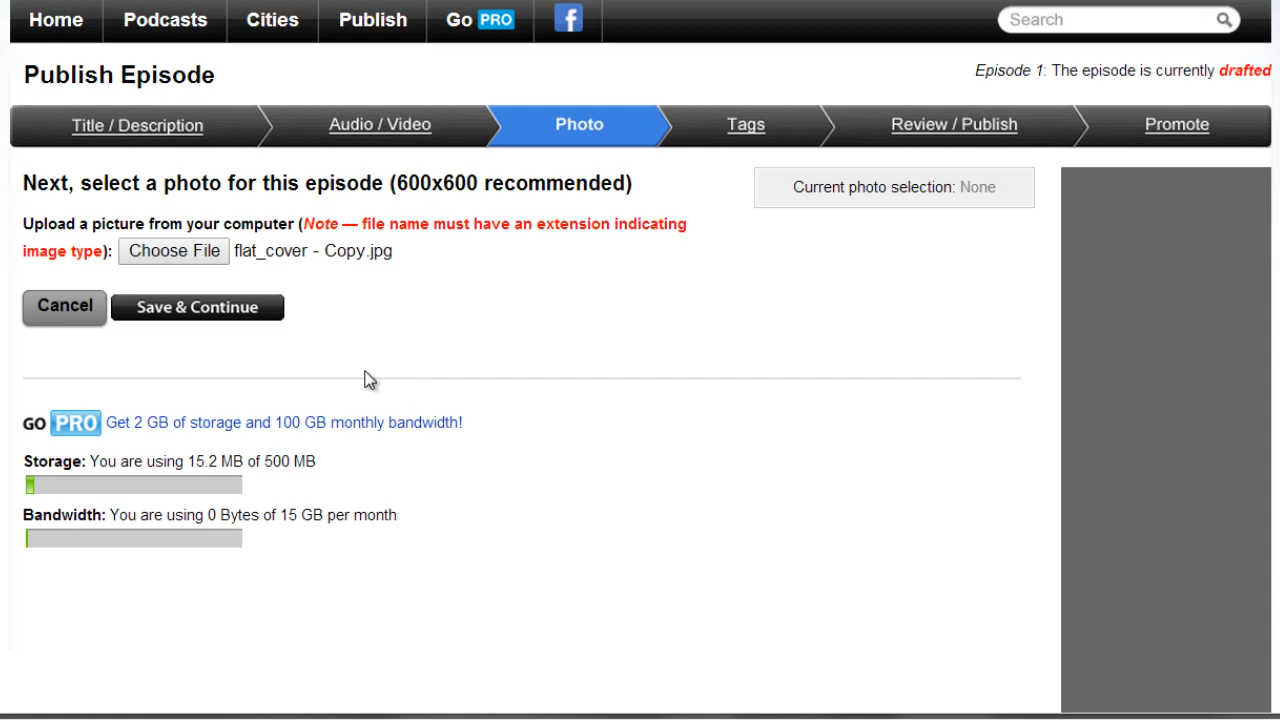 Home Podcasts Cities Publish Go PRO f Search
Publish Episode
Episode 1: The episode is currently drafted
Title / Description Audio / Video Photo Tags Review / Publish Promote
Next, select a photo for this episode (600x600 recommended)
Current photo selection: None
Upload a picture from your computer (Note — file name must have an extension indicating
image type): Choose File flat_cover - Copy.jpg
Cancel Save & Continue
GO PRO Get 2 GB of storage and 100 GB monthly bandwidth!
Storage: You are using 15.2 MB of 500 MB
Bandwidth: You are using 0 Bytes of 15 GB per month